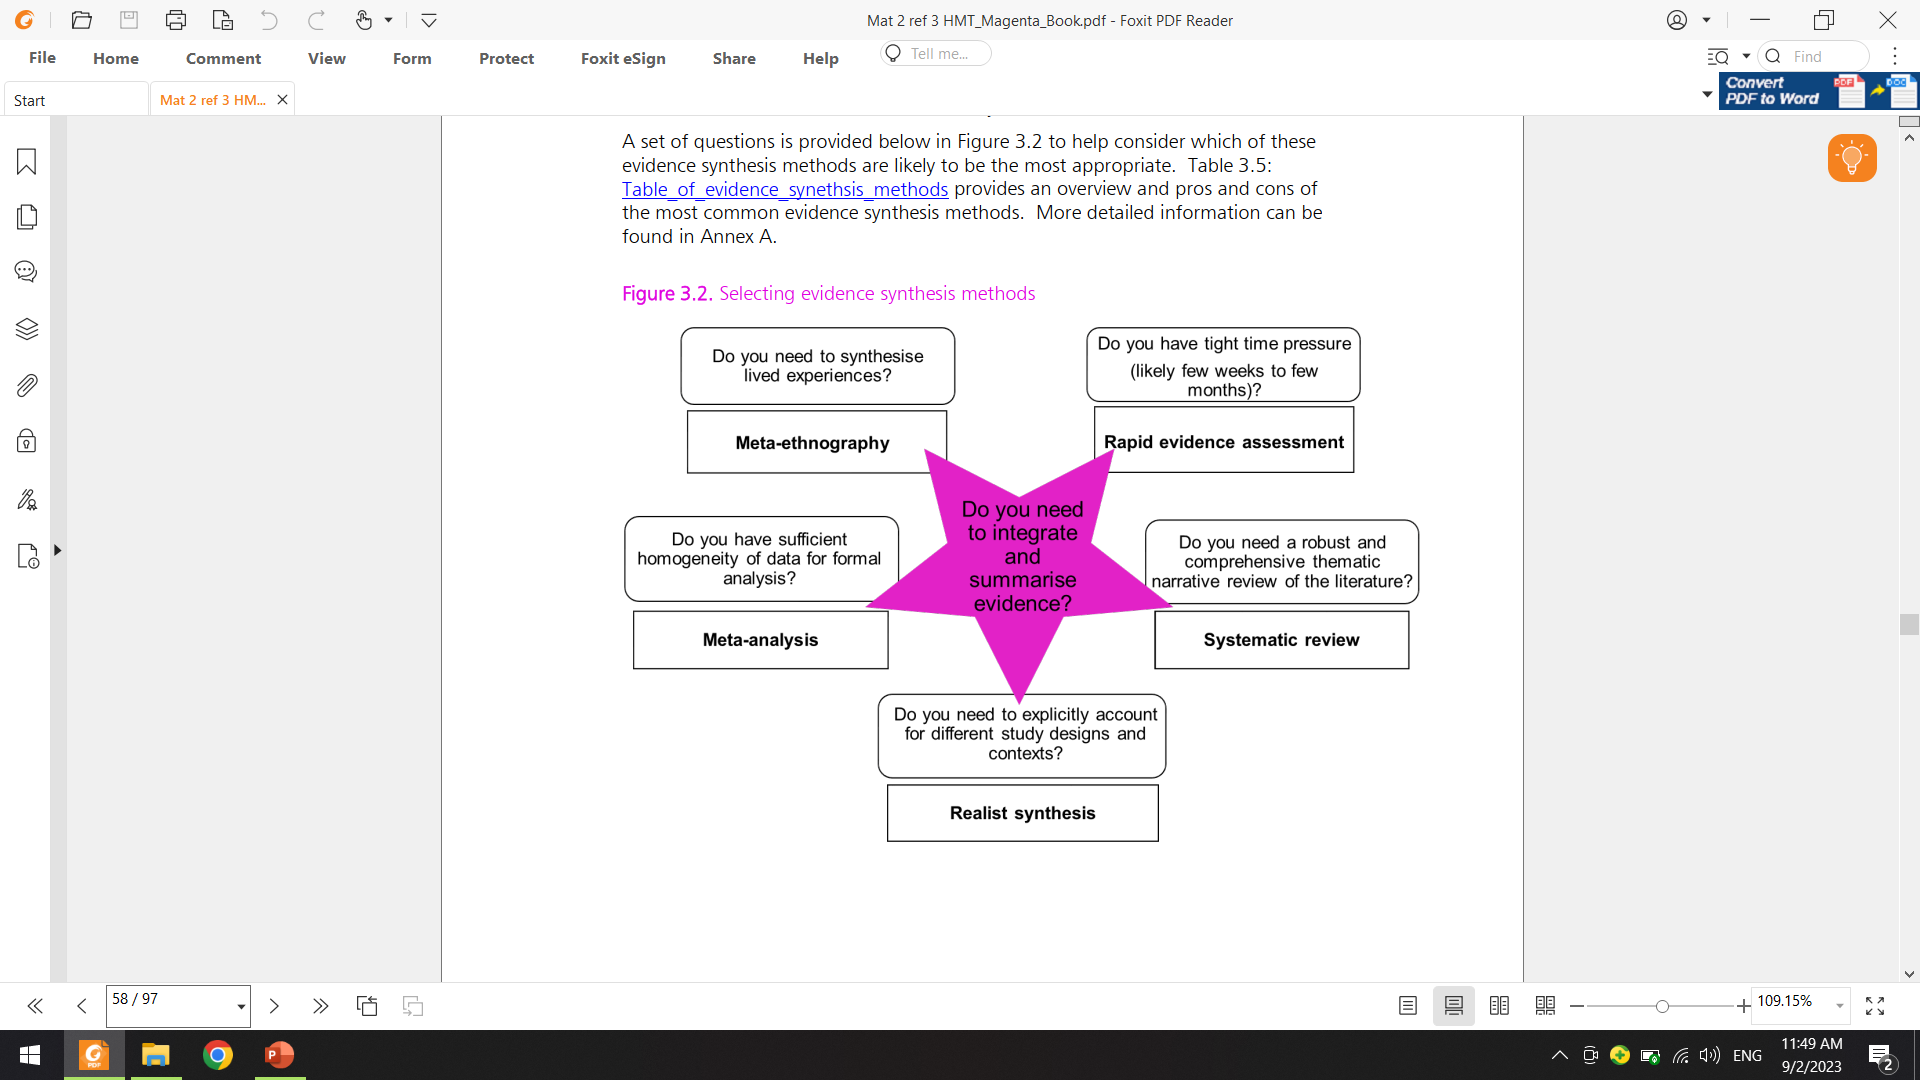 Mat 2 ref 3 HMT_Magenta_Book.pdf - Foxit PDF Reader
File Home Comment View Form Protect Foxit eSign Share Help Tell me... Find
Start Mat 2 ref 3 HM...
Convert
PDF to Word
PDF DOC
A set of questions is provided below in Figure 3.2 to help consider which of these
evidence synthesis methods are likely to be the most appropriate. Table 3.5:
Table_of_evidence_synethsis_methods provides an overview and pros and cons of
the most common evidence synthesis methods. More detailed information can be
found in Annex A.
Figure 3.2. Selecting evidence synthesis methods
Do you need to synthesise
lived experiences?
Meta-ethnography
Do you have tight time pressure
(likely few weeks to few
months)?
Rapid evidence assessment
Do you need
to integrate
and
summarise
evidence?
Do you have sufficient
homogeneity of data for formal
analysis?
Meta-analysis
Do you need a robust and
comprehensive thematic
narrative review of the literature?
Systematic review
Do you need to explicitly account
for different study designs and
contexts?
Realist synthesis
58 / 97
109.15%
ENG
11:49 AM
9/2/2023
2